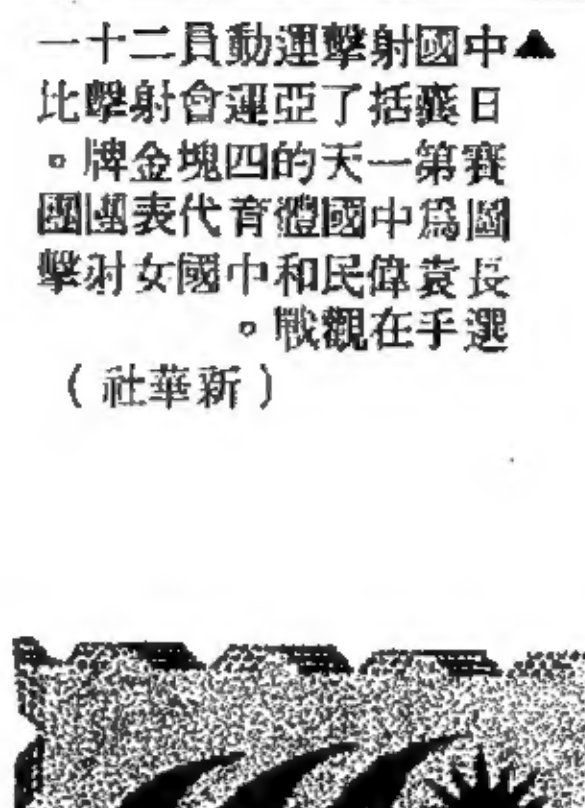 ▲中國射擊運動員二十一
日囊括了亞運會射擊比
賽第一天的四塊金牌。
圖爲中國體育代表團團
長袁偉民和中國女射擊
選手在觀戰。
(新華社)